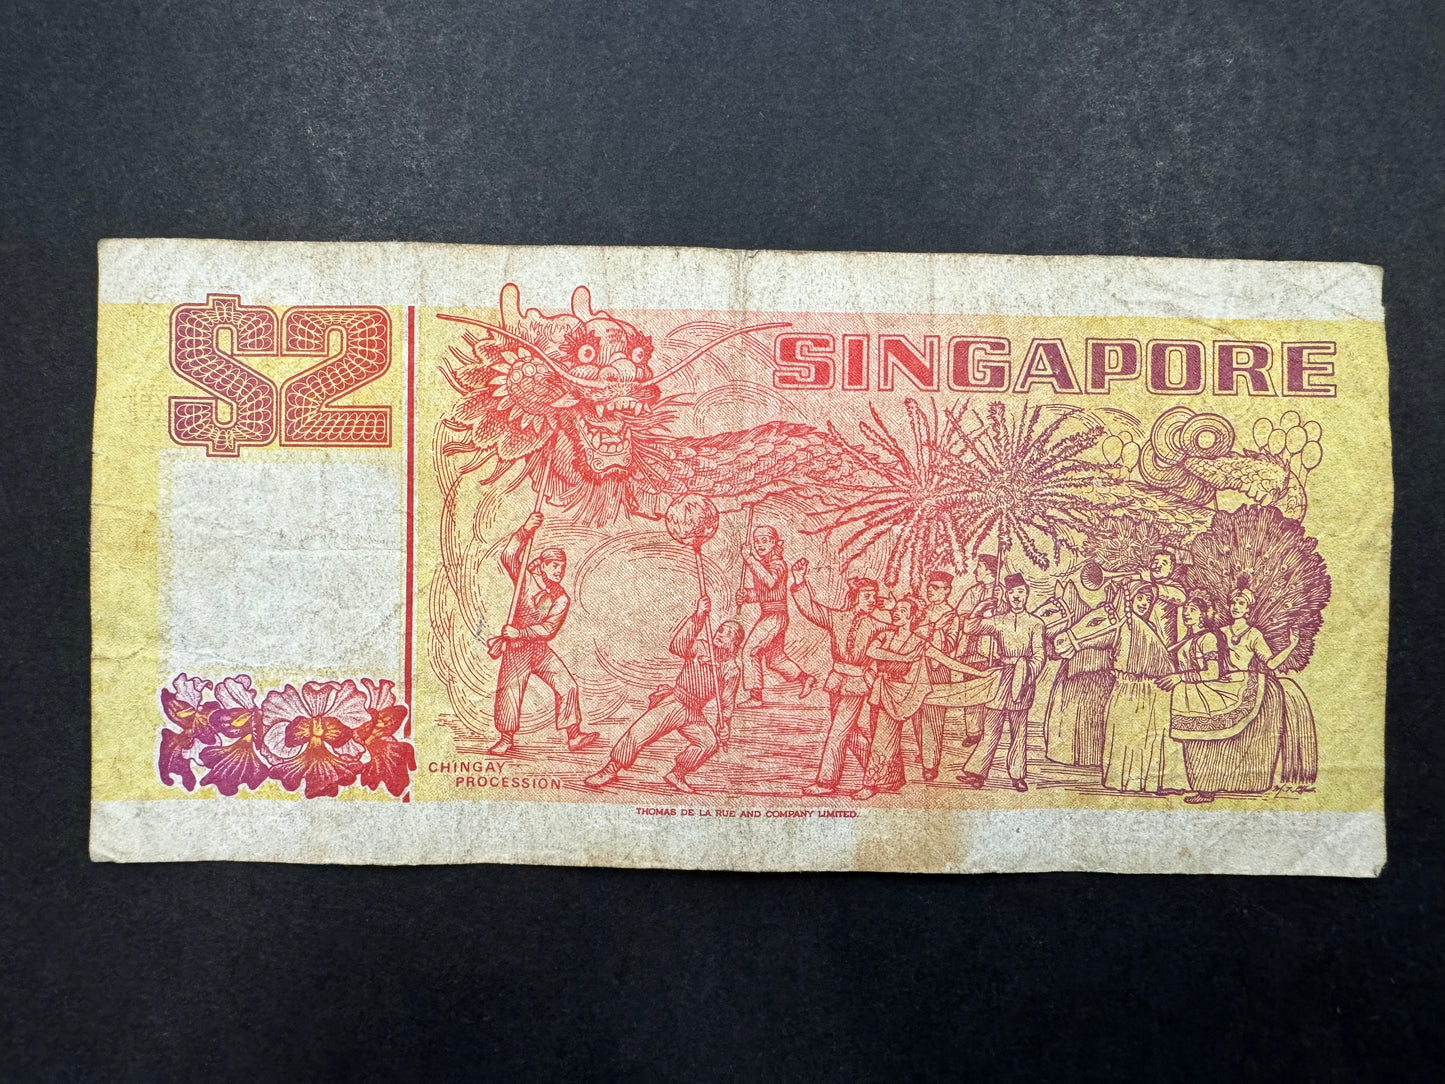 $2
SINGAPORE
CHINGAY
PROCESSION
THOMAS DE LA RUE AND COMPANY LIMITED.